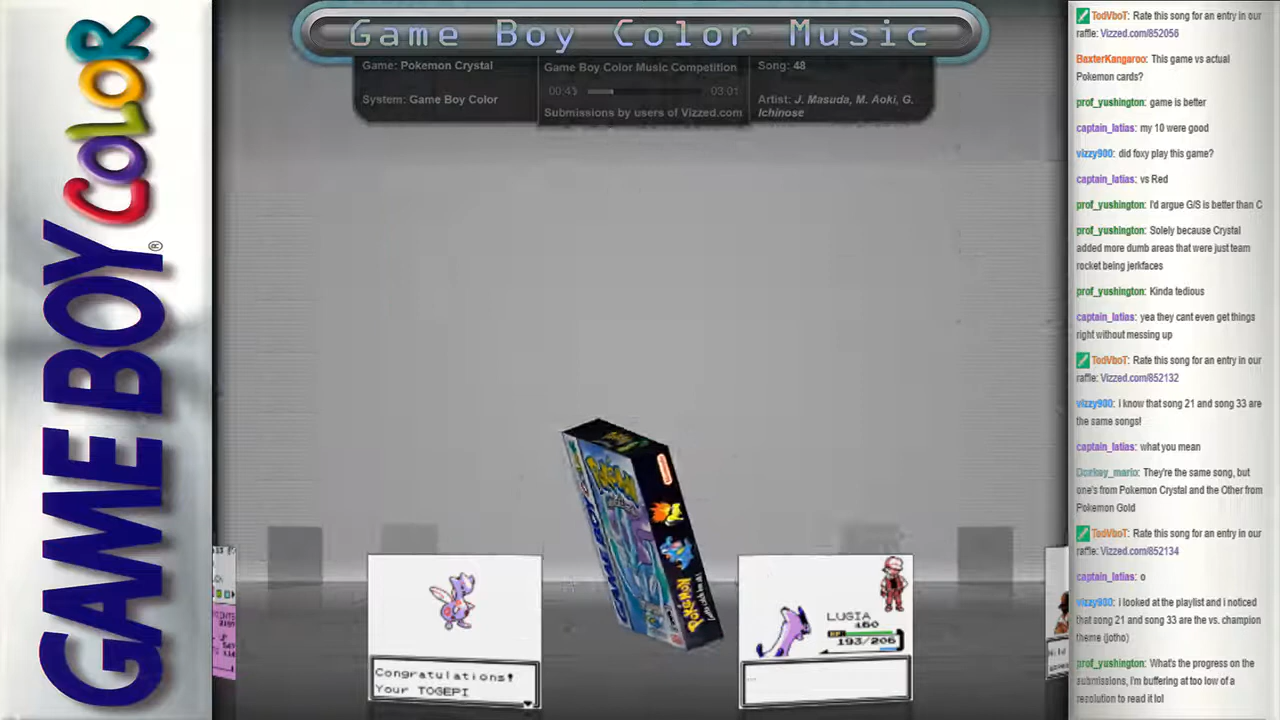 GAME BOY COLOR®
Game Boy Color Music
Game: Pokemon Crystal
System: Game Boy Color
Game Boy Color Music Competition
03:01
Submissions by users of Vizzed.com
Song: 48
Artist: J. Masuda, M. Aoki, G.
Ichinose
TodVboT: Rate this song for an entry in our
raffle: Vizzed.com/852056
BaxterKangaroo: This game vs actual
Pokemon cards?
prof_yushington: game is better
captain_latias: my 10 were good
vizzy900: did foxy play this game?
captain_latias: vs Red
prof_yushington: I'd argue G/S is better than C
prof_yushington: Solely because Crystal
added more dumb areas that were just team
rocket being jerkfaces
prof_yushington: Kinda tedious
captain_latias: yea they cant even get things
right without messing up
TodVboT: Rate this song for an entry in our
raffle: Vizzed.com/852132
vizzy900: i know that song 21 and song 33 are
the same songs!
captain_latias: what you mean
Donkey_mario: They're the same song, but
one's from Pokemon Crystal and the Other from
Pokemon Gold
TodVboT: Rate this song for an entry in our
raffle: Vizzed.com/852134
captain_latias: o
vizzy900: i looked at the playlist and i noticed
that song 21 and song 33 are the vs. champion
theme (jotho)
prof_yushington: What's the progress on the
submissions, I'm buffering at too low of a
resolution to read it lol
Congratulations!
Your TOGEPI
LUGIA
HP
193/206
Pokémon
GAME BOY
POKéMON